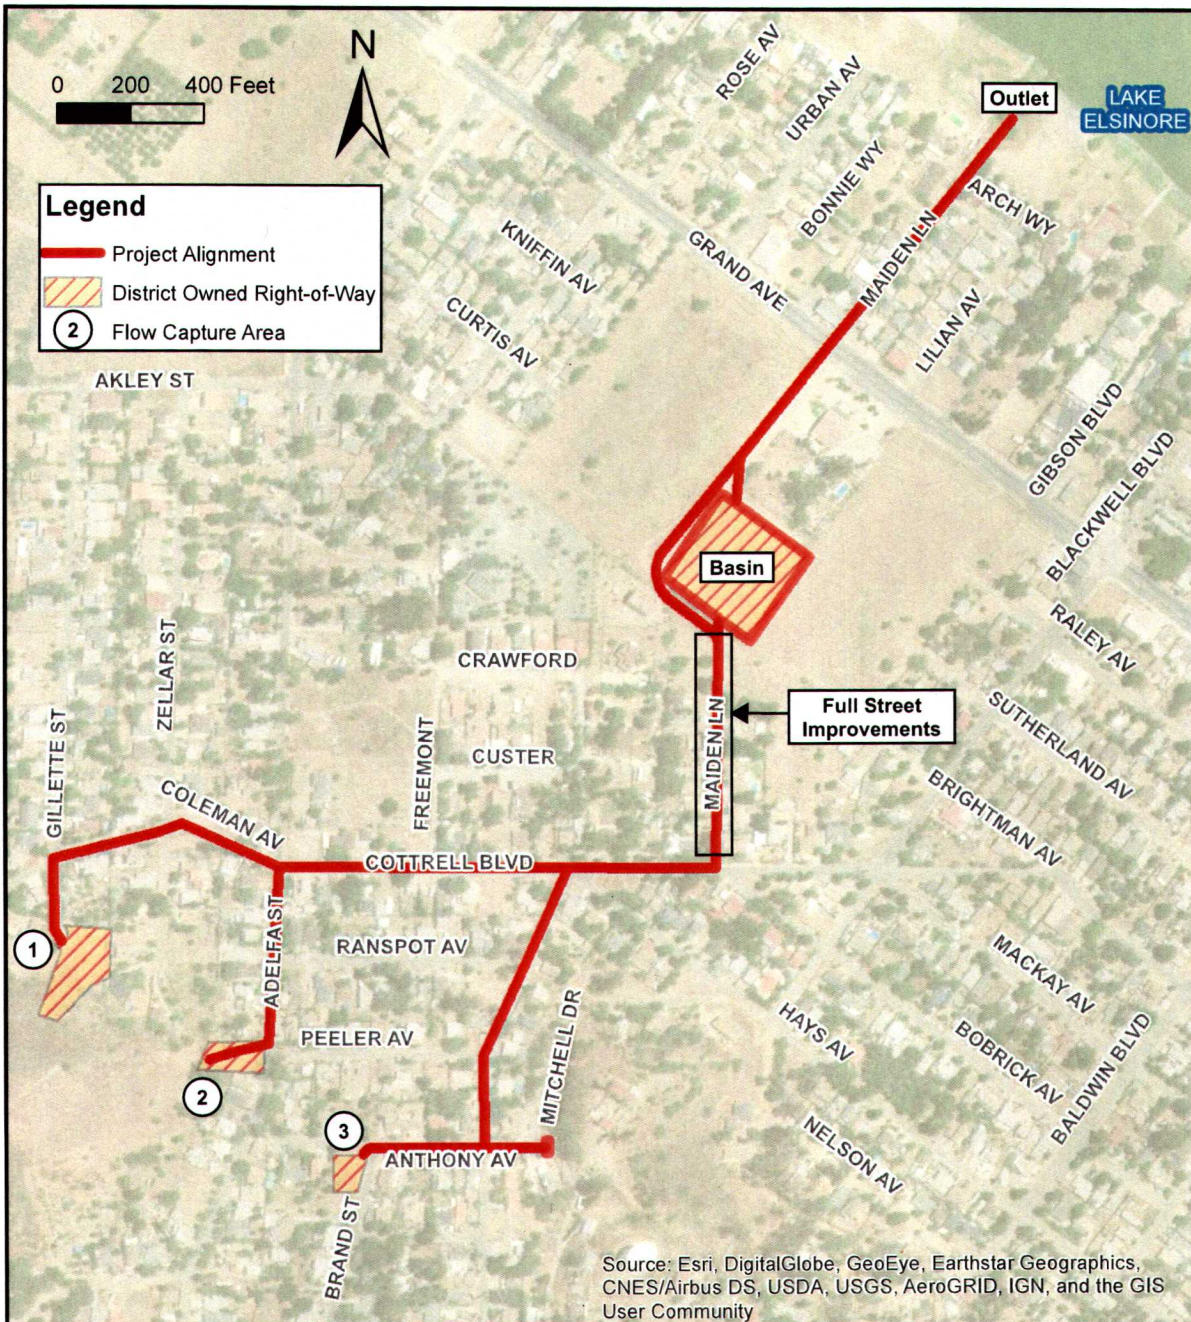 N
0 200 400 Feet
Legend
Project Alignment
District Owned Right-of-Way
2 Flow Capture Area
ROSE AV
URBAN AV
BONNIE WY
Outlet
LAKE
ELSINORE
ARCH WY
MAIDEN LN
KNIFFIN AV
GRAND AVE
CURTIS AV
LILIAN AV
AKLEY ST
GIBSON BLVD
BLACKWELL BLVD
Basin
RALEY AV
ZELLAR ST
CRAWFORD
GILLETTE ST
FREEMONT
CUSTER
MAIDEN LN
Full Street
Improvements
SUTHERLAND AV
BRIGHTMAN AV
COLEMAN AV
COTTRELL BLVD
1
ADELFA ST
RANSPOT AV
MACKAY AV
PEELER AV
MITCHELL DR
HAYS AV
BOBRICK AV
BALDWIN BLVD
2
3
ANTHONY AV
NELSON AV
BRAND ST
Source: Esri, DigitalGlobe, GeoEye, Earthstar Geographics,
CNES/Airbus DS, USDA, USGS, AeroGRID, IGN, and the GIS
User Community